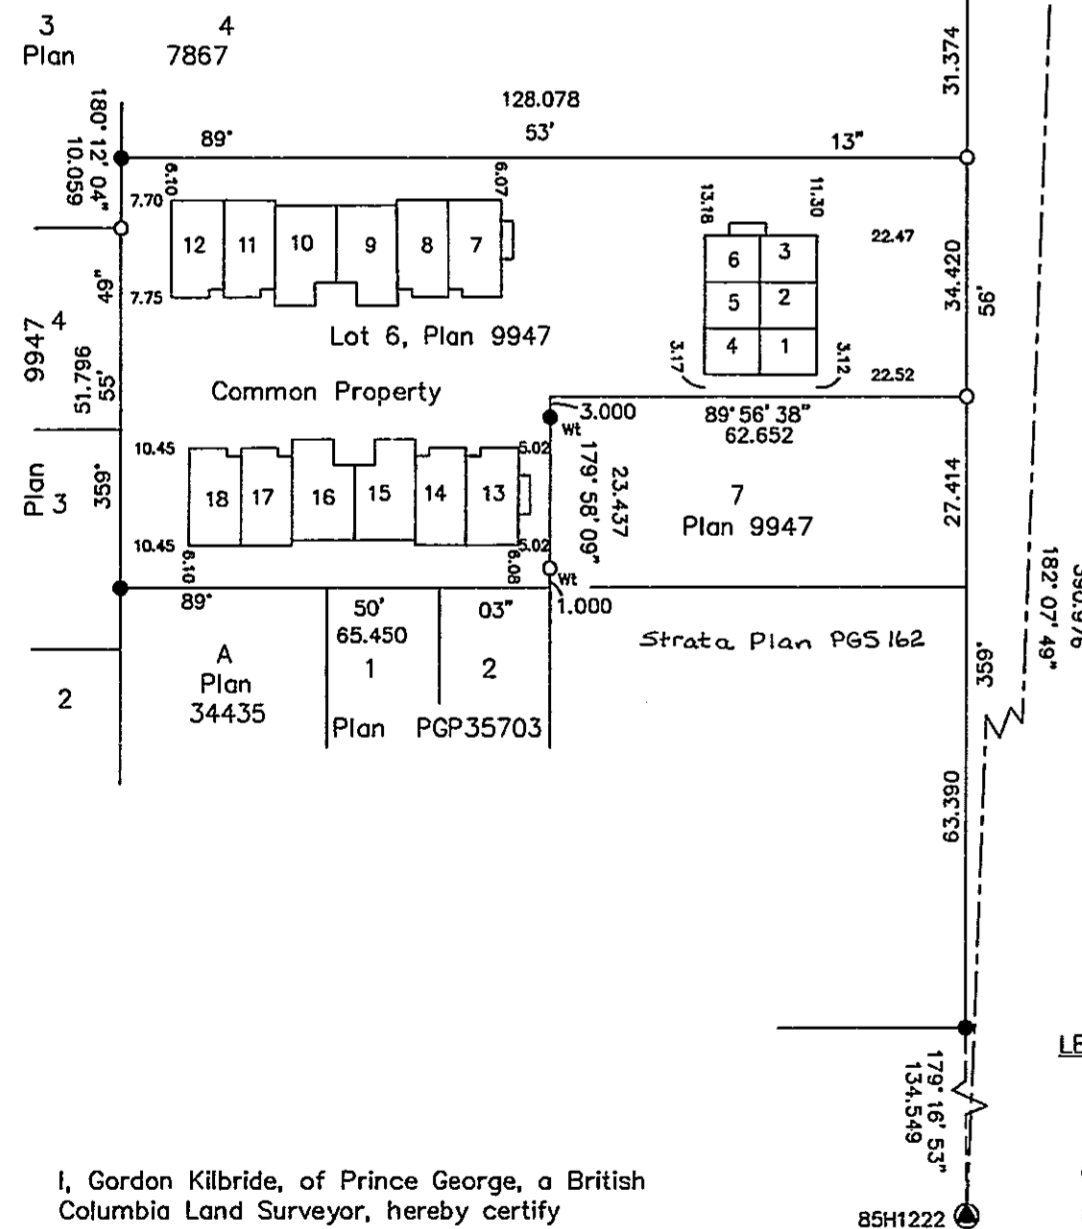 3 4
Plan 7867
31.374
128.078
89° 53' 13"
180° 12' 04"
10.059
6.10
6.07
7.70
12 11 10 9 8 7
7.75
13.18
11.30
22.47
6 3
5 2
4 1
34.420
56'
49"
Lot 6, Plan 9947
3.17
3.12
22.52
4
9947
51.796
55'
Common Property
3.000
Wt
89° 56' 38"
62.652
10.45
5.02
18 17 16 15 14 13
10.45
5.02
6.10
6.08
179° 58' 09"
23.437
7
Plan 9947
27.414
Plan
3
359°
Wt
1.000
89° 50' 03"
65.450
182° 07' 49"
Strata Plan PGS 162
359°
A
Plan
34435
1
2
2
Plan PGP35703
63.390
179° 16' 53"
134.549
85H1222
I, Gordon Kilbride, of Prince George, a British
Columbia Land Surveyor, hereby certify